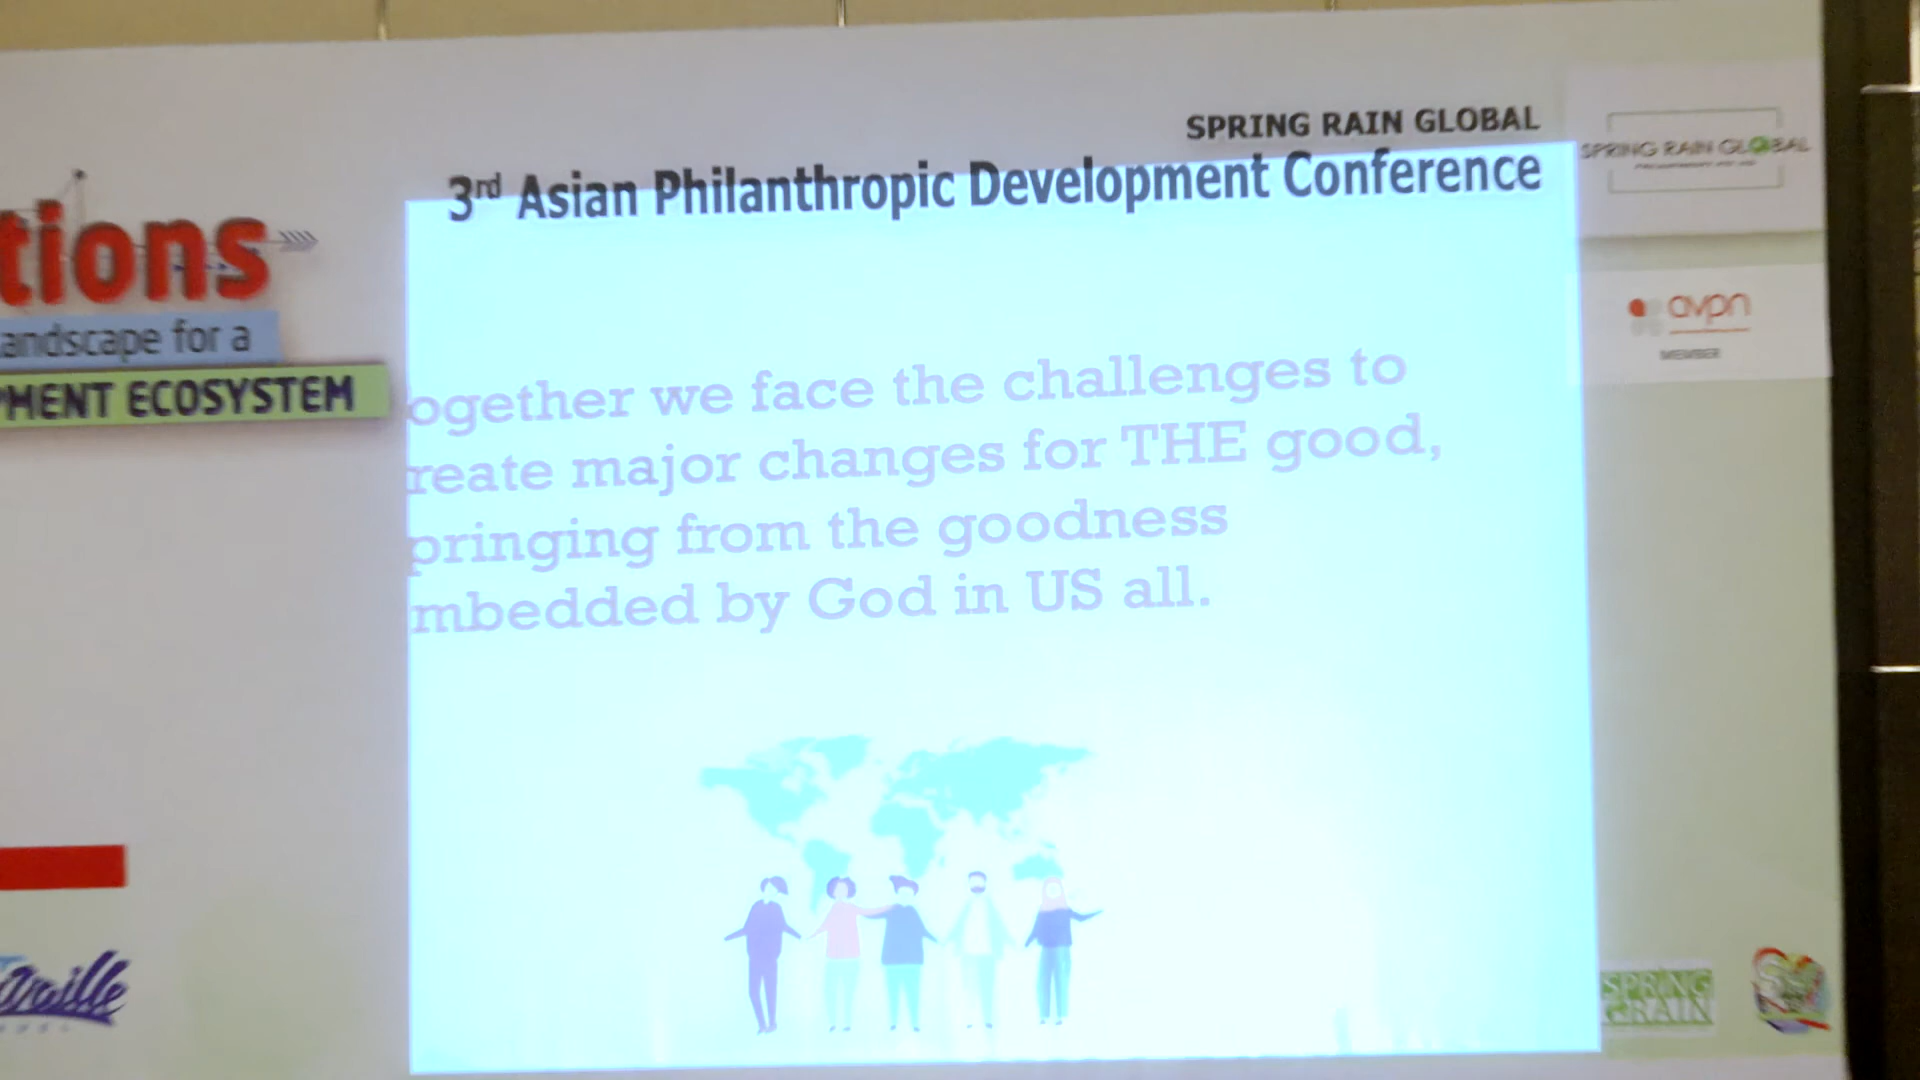 SPRING RAIN GLOBAL
3rd Asian Philanthropic Development Conference
SPRING RAIN GLOBAL
tions
andscape for a
MENT ECOSYSTEM
avpn
MEMBER
ogether we face the challenges to
reate major changes for THE good,
pringing from the goodness
mbedded by God in US all.
aille
SPRING
RAIN